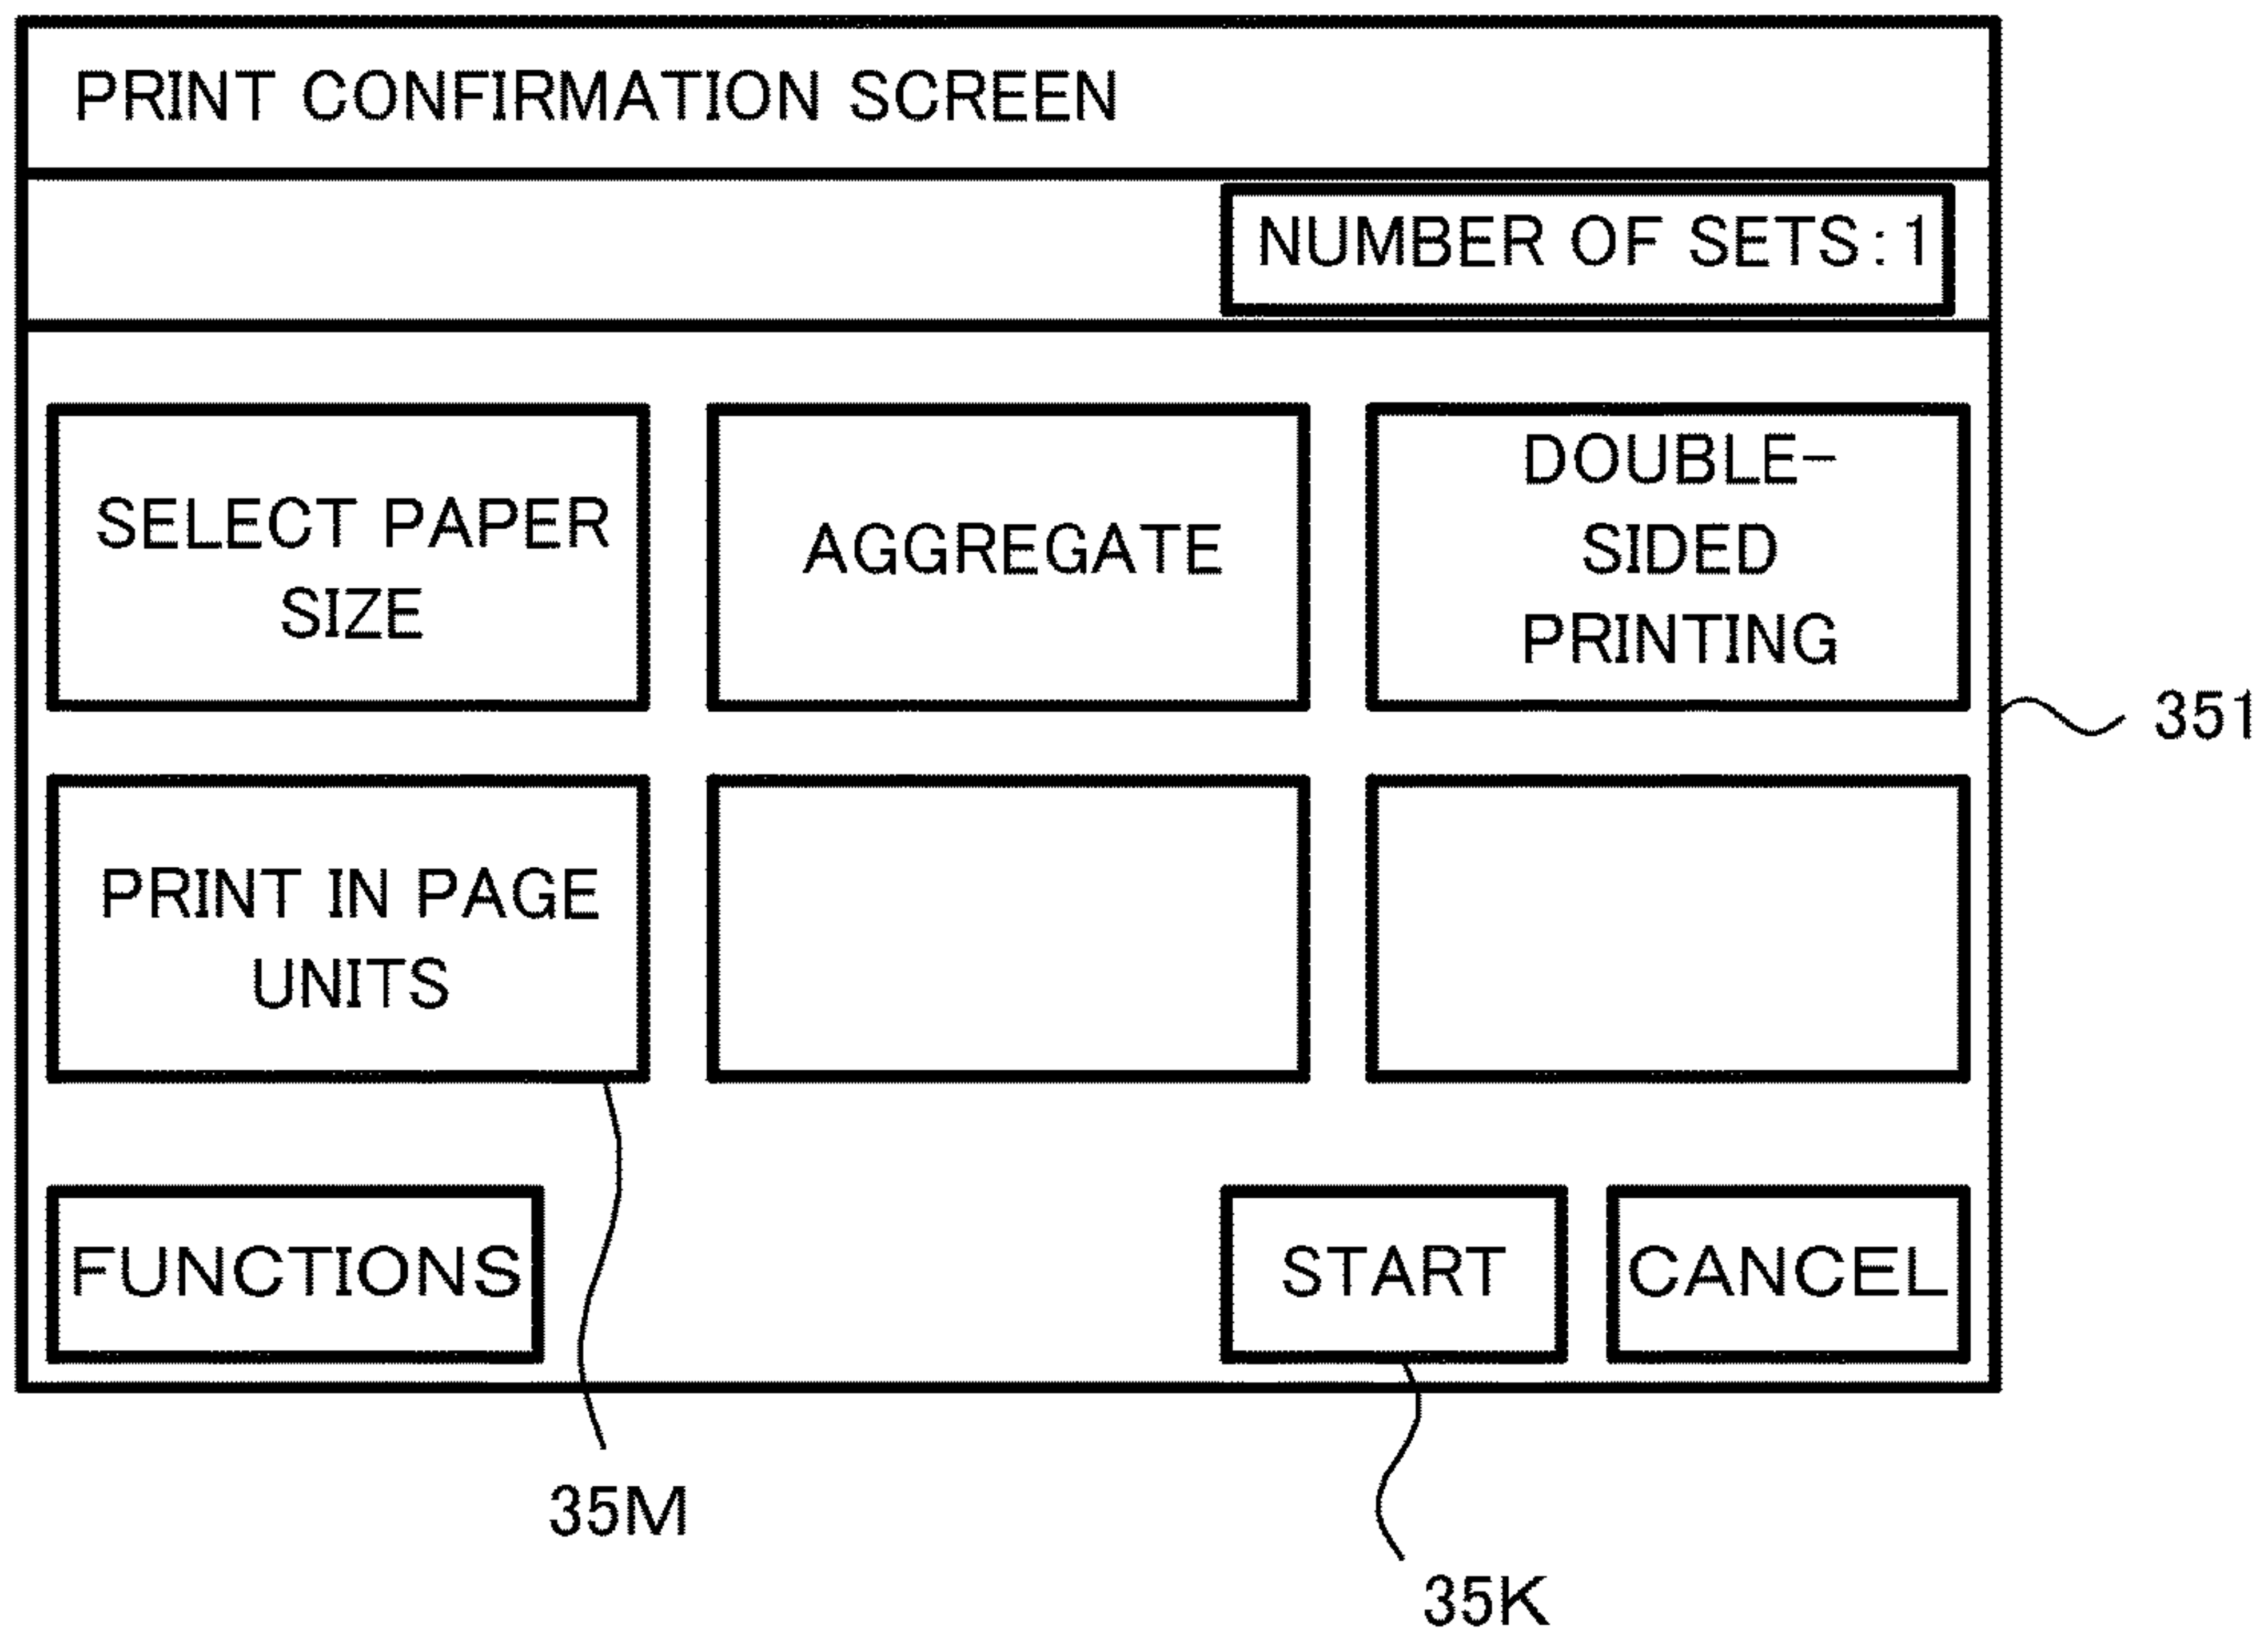 PRINT CONFIRMATION SCREEN
NUMBER OF SETS:1
SELECT PAPER
SIZE
AGGREGATE
DOUBLE-
SIDED
PRINTING
351
PRINT IN PAGE
UNITS
FUNCTIONS
START
CANCEL
35M
35K